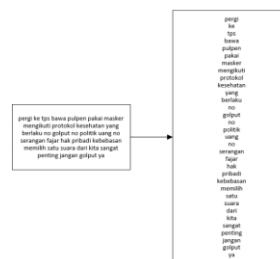 pergi ke tps bawa pulpen pakai masker
mengikuti protokol kesehatan yang
berlaku no golput no politik uang no
serangan fajar hak pribadi kebebasan
memilih satu suara dari kita sangat
penting jangan golput ya
pergi
ke
tps
bawa
pulpen
pakai
masker
mengikuti
protokol
kesehatan
yang
berlaku
no
golput
no
politik
uang
no
serangan
fajar
hak
pribadi
kebebasan
memilih
satu
suara
dari
kita
sangat
penting
jangan
golput
ya